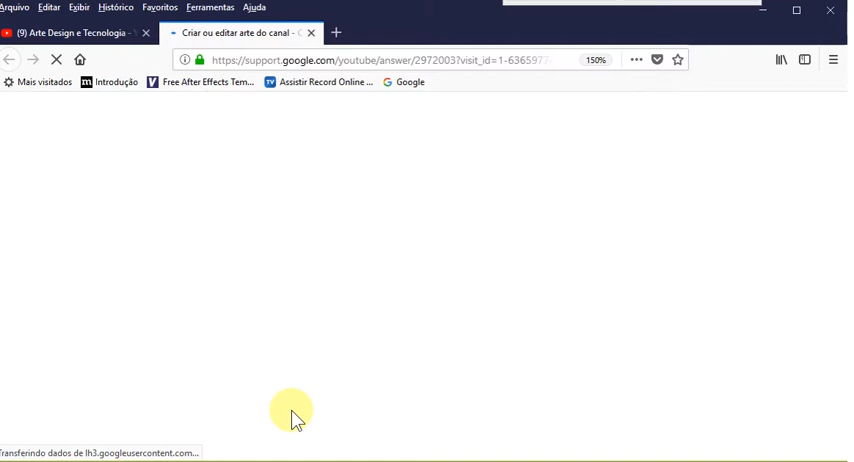 Arquivo Editar Exibir Histórico Favoritos Ferramentas Ajuda
(9) Arte Design e Tecnologia - Criar ou editar arte do canal -
https://support.google.com/youtube/answer/2972003?visit_id=1-6365977 150%
Mais visitados m Introdução V Free After Effects Tem... TV Assistir Record Online ... G Google
Transferindo dados de lh3.googleusercontent.com...